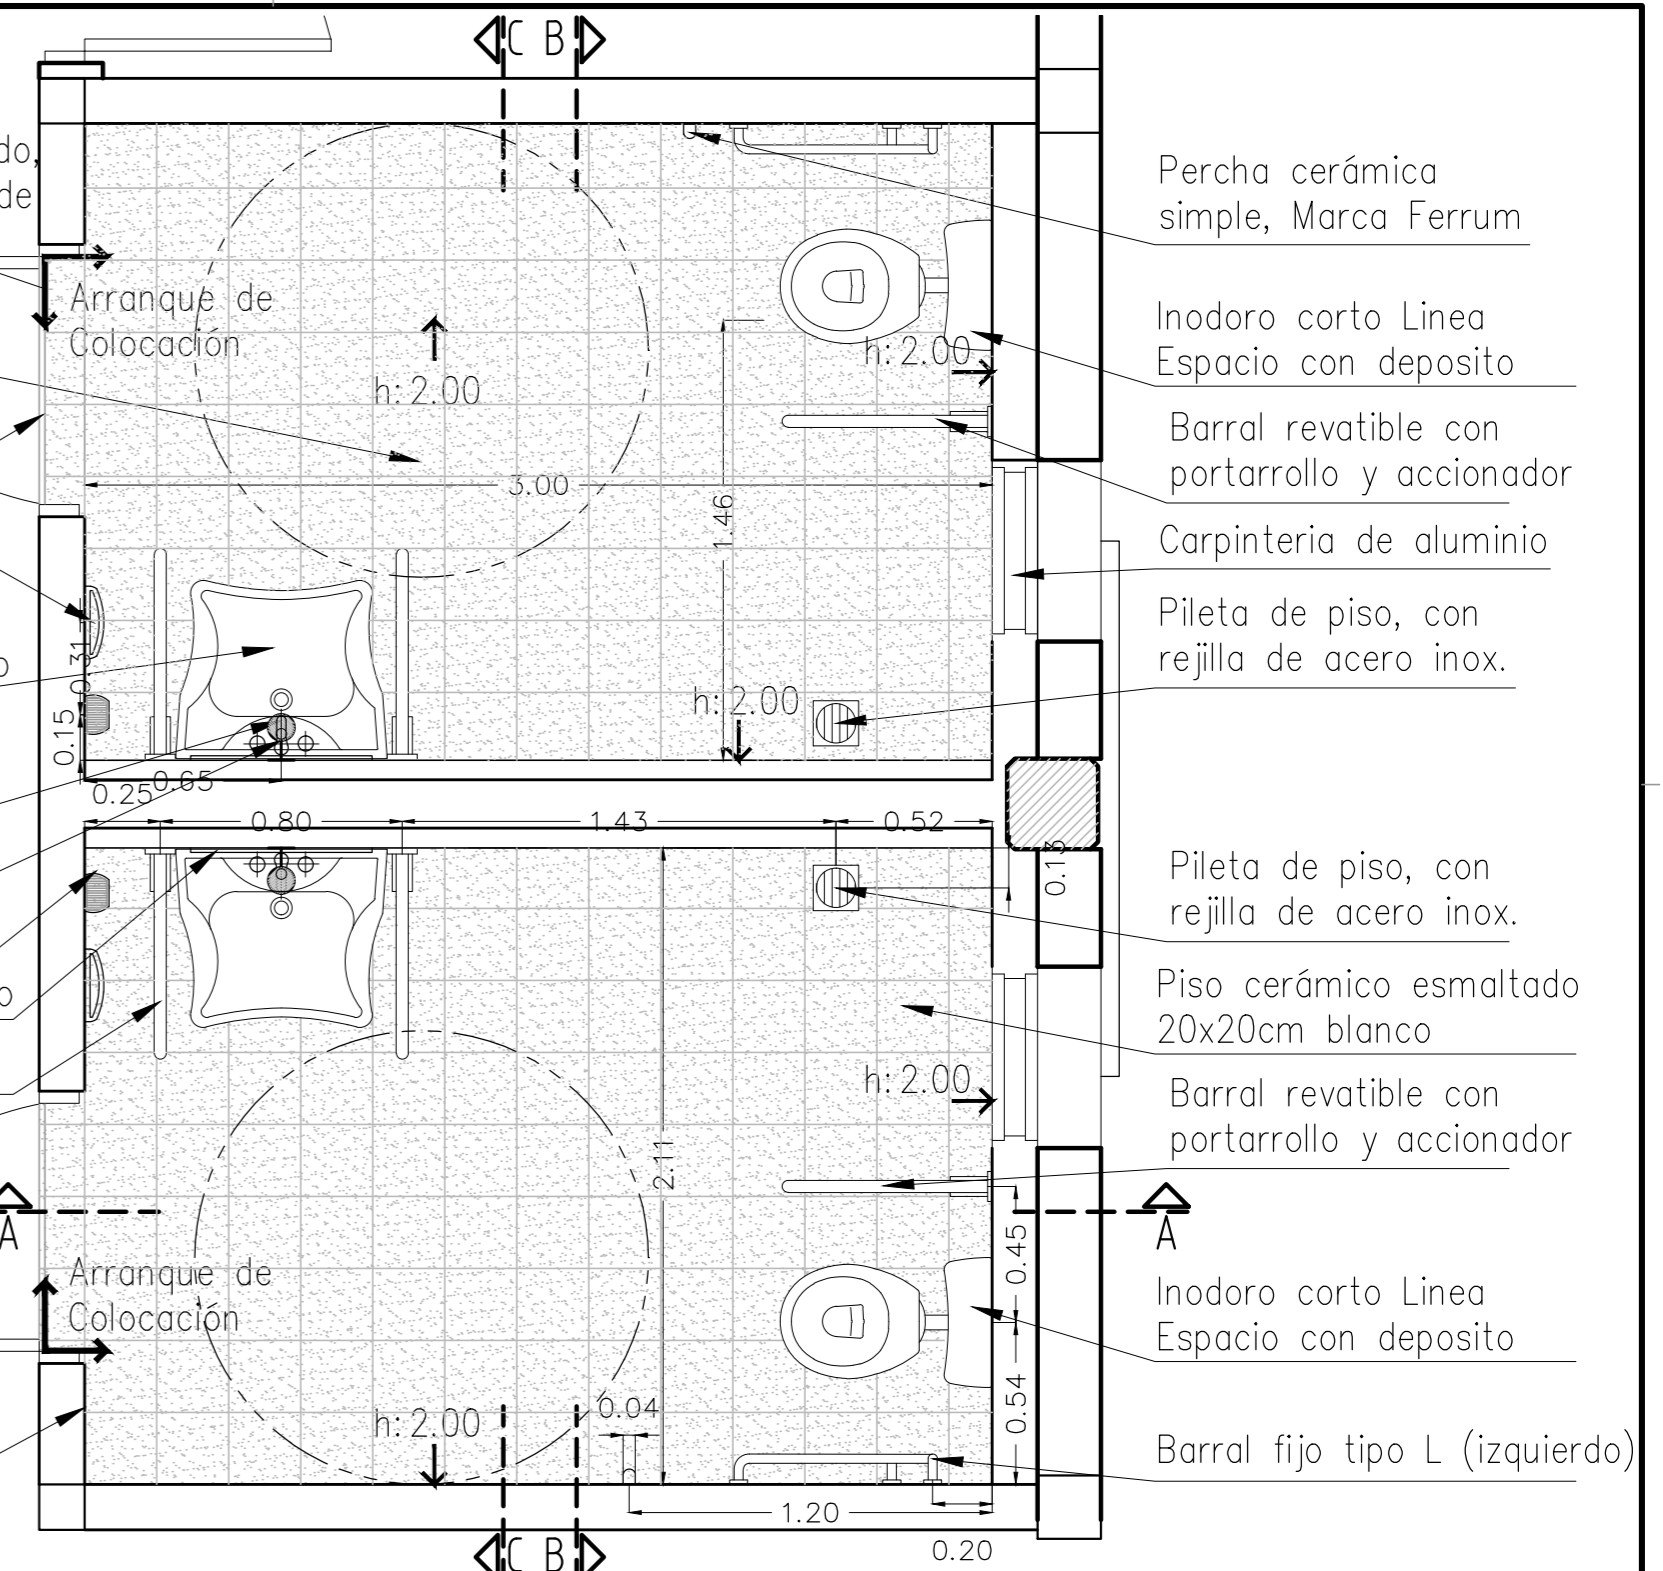 C B
do,
de
Percha cerámica
simple, Marca Ferrum
Arranque de
Colocación
Inodoro corto Linea
Espacio con deposito
h:2.00
h:2.00
Barral revatible con
portarrollo y accionador
3.00
1.46
Carpinteria de aluminio
Pileta de piso, con
rejilla de acero inox.
o
0.31
h:2.00
0.15
0.25
0.65
0.80
1.43
0.52
0.13
Pileta de piso, con
rejilla de acero inox.
o
Piso cerámico esmaltado
20x20cm blanco
h:2.00
Barral revatible con
portarrollo y accionador
2.11
A
A
0.45
Arranque de
Colocación
Inodoro corto Linea
Espacio con deposito
0.54
h:2.00
0.04
Barral fijo tipo L (izquierdo)
1.20
C B
0.20